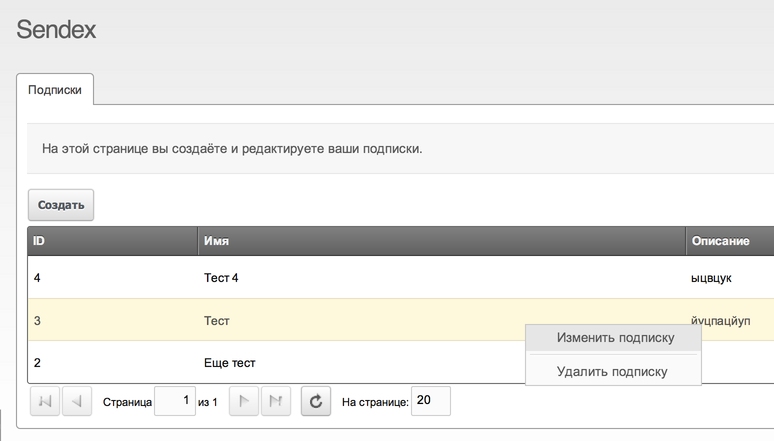 Sendex
Подписки
На этой странице вы создаёте и редактируете ваши подписки.
Создать
ID Имя Описание
4 Тест 4 ыцвцук
3 Тест йуцпацйуп
Изменить подписку
2 Еще тест
Удалить подписку
Страница 1 из 1 На странице: 20